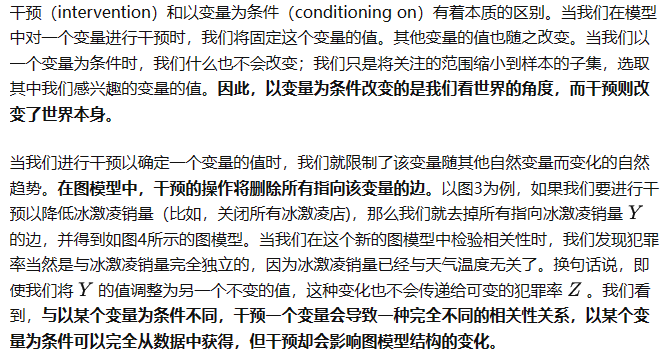 干预（intervention）和以变量为条件（conditioning on）有着本质的区别。当我们在模型
中对一个变量进行干预时，我们将固定这个变量的值。其他变量的值也随之改变。当我们以
一个变量为条件时，我们什么也不会改变；我们只是将关注的范围缩小到样本的子集，选取
其中我们感兴趣的变量的值。因此，以变量为条件改变的是我们看世界的角度，而干预则改
变了世界本身。
当我们进行干预以确定一个变量的值时，我们就限制了该变量随其他自然变量而变化的自然
趋势。在图模型中，干预的操作将删除所有指向该变量的边。以图3为例，如果我们要进行干
预以降低冰激凌销量（比如，关闭所有冰激凌店），那么我们就去掉所有指向冰激凌销量 Y
的边，并得到如图4所示的图模型。当我们在这个新的图模型中检验相关性时，我们发现犯罪
率当然是与冰激凌销量完全独立的，因为冰激凌销量已经与天气温度无关了。换句话说，即
使我们将 Y 的值调整为另一个不变的值，这种变化也不会传递给可变的犯罪率 Z 。我们看
到，与以某个变量为条件不同，干预一个变量会导致一种完全不同的相关性关系，以某个变
量为条件可以完全从数据中获得，但干预却会影响图模型结构的变化。